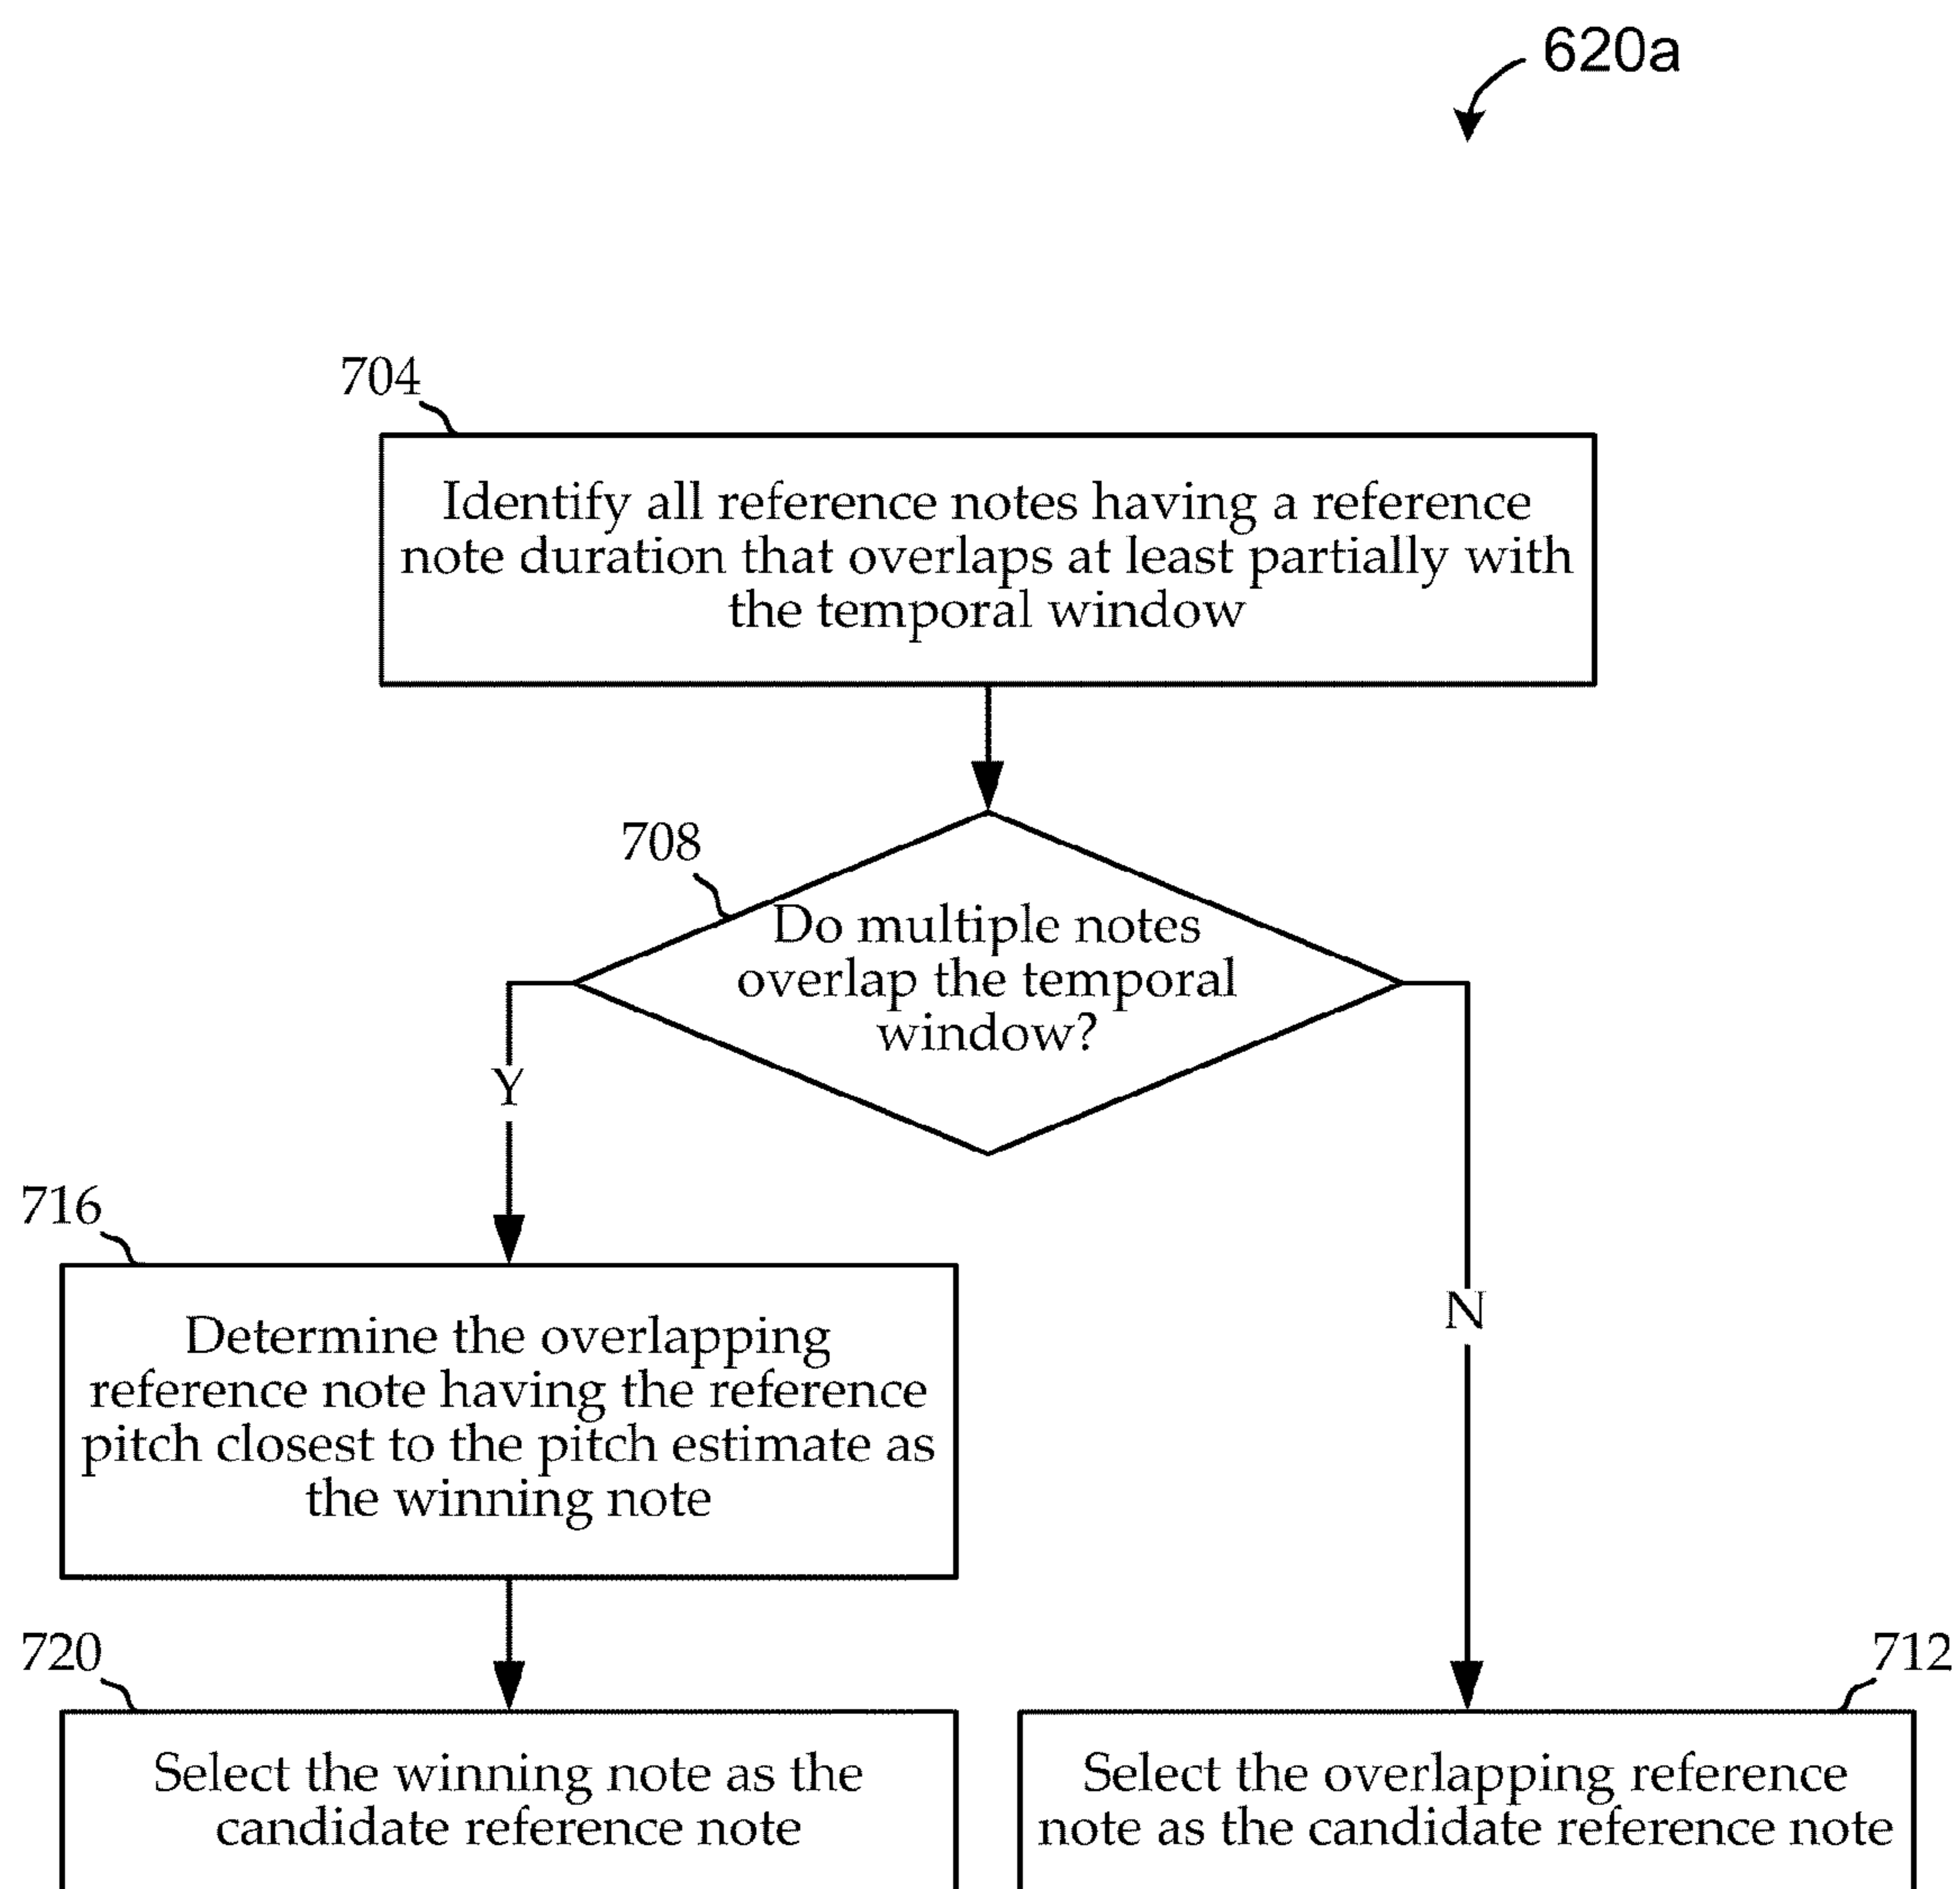 620a
704
Identify all reference notes having a reference
note duration that overlaps at least partially with
the temporal window
708
Do multiple notes
overlap the temporal
window?
Y
N
716
Determine the overlapping
reference note having the reference
pitch closest to the pitch estimate as
the winning note
720
Select the winning note as the
candidate reference note
712
Select the overlapping reference
note as the candidate reference note